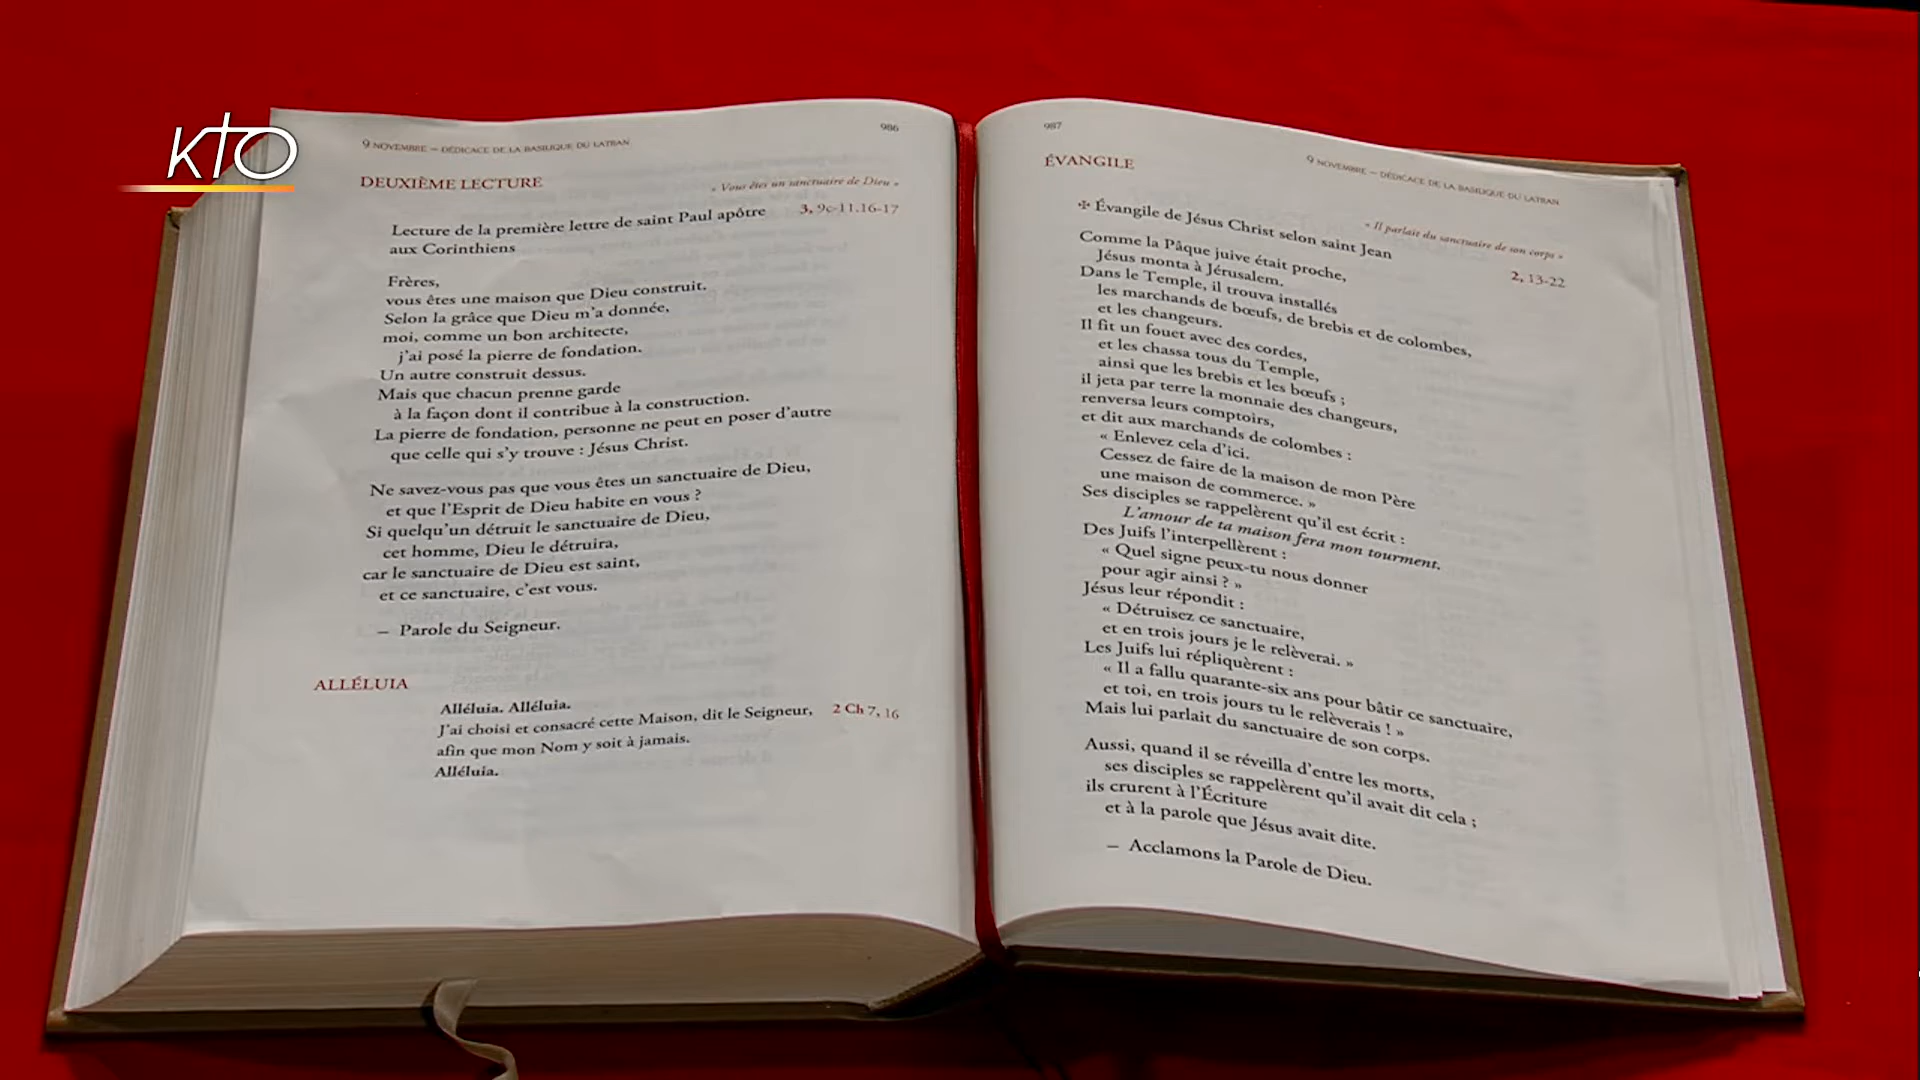 KTO
986
9 NOVEMBRE – DÉDICACE DE LA BASILIQUE DU LATRAN
DEUXIÈME LECTURE
« Vous êtes un sanctuaire de Dieu »
Lecture de la première lettre de saint Paul apôtre 3, 9c-11.16-17
aux Corinthiens
Frères,
vous êtes une maison que Dieu construit.
Selon la grâce que Dieu m'a donnée,
moi, comme un bon architecte,
j'ai posé la pierre de fondation.
Un autre construit dessus.
Mais que chacun prenne garde
à la façon dont il contribue à la construction.
La pierre de fondation, personne ne peut en poser d'autre
que celle qui s'y trouve : Jésus Christ.
Ne savez-vous pas que vous êtes un sanctuaire de Dieu,
et que l'Esprit de Dieu habite en vous ?
Si quelqu'un détruit le sanctuaire de Dieu,
cet homme, Dieu le détruira,
car le sanctuaire de Dieu est saint,
et ce sanctuaire, c'est vous.
– Parole du Seigneur.
ALLÉLUIA
Alléluia. Alléluia.
J'ai choisi et consacré cette Maison, dit le Seigneur, 2 Ch 7, 16
afin que mon Nom y soit à jamais.
Alléluia.
987
9 NOVEMBRE – DÉDICACE DE LA BASILIQUE DU LATRAN
ÉVANGILE
« Il parlait du sanctuaire de son corps »
✠ Évangile de Jésus Christ selon saint Jean
2, 13-22
Comme la Pâque juive était proche,
Jésus monta à Jérusalem.
Dans le Temple, il trouva installés
les marchands de bœufs, de brebis et de colombes,
et les changeurs.
Il fit un fouet avec des cordes,
et les chassa tous du Temple,
ainsi que les brebis et les bœufs ;
il jeta par terre la monnaie des changeurs,
renversa leurs comptoirs,
et dit aux marchands de colombes :
« Enlevez cela d'ici.
Cessez de faire de la maison de mon Père
une maison de commerce. »
Ses disciples se rappelèrent qu'il est écrit :
L'amour de ta maison fera mon tourment.
Des Juifs l'interpellèrent :
« Quel signe peux-tu nous donner
pour agir ainsi ? »
Jésus leur répondit :
« Détruisez ce sanctuaire,
et en trois jours je le relèverai. »
Les Juifs lui répliquèrent :
« Il a fallu quarante-six ans pour bâtir ce sanctuaire,
et toi, en trois jours tu le relèverais ! »
Mais lui parlait du sanctuaire de son corps.
Aussi, quand il se réveilla d'entre les morts,
ses disciples se rappelèrent qu'il avait dit cela ;
ils crurent à l'Écriture
et à la parole que Jésus avait dite.
– Acclamons la Parole de Dieu.